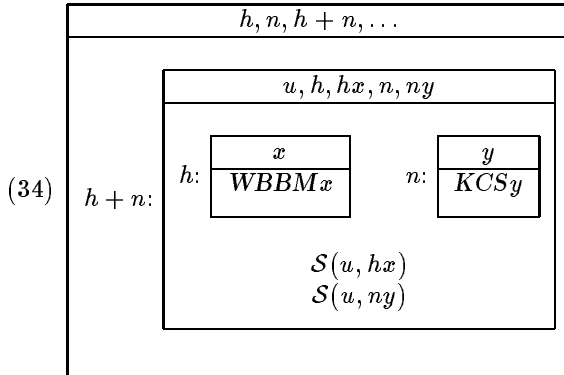 h, n, h + n, . . .
u, h, hx, n, ny
x y
h: WBBMx n: KCSy
(34) h + n:
S(u, hx)
S(u, ny)